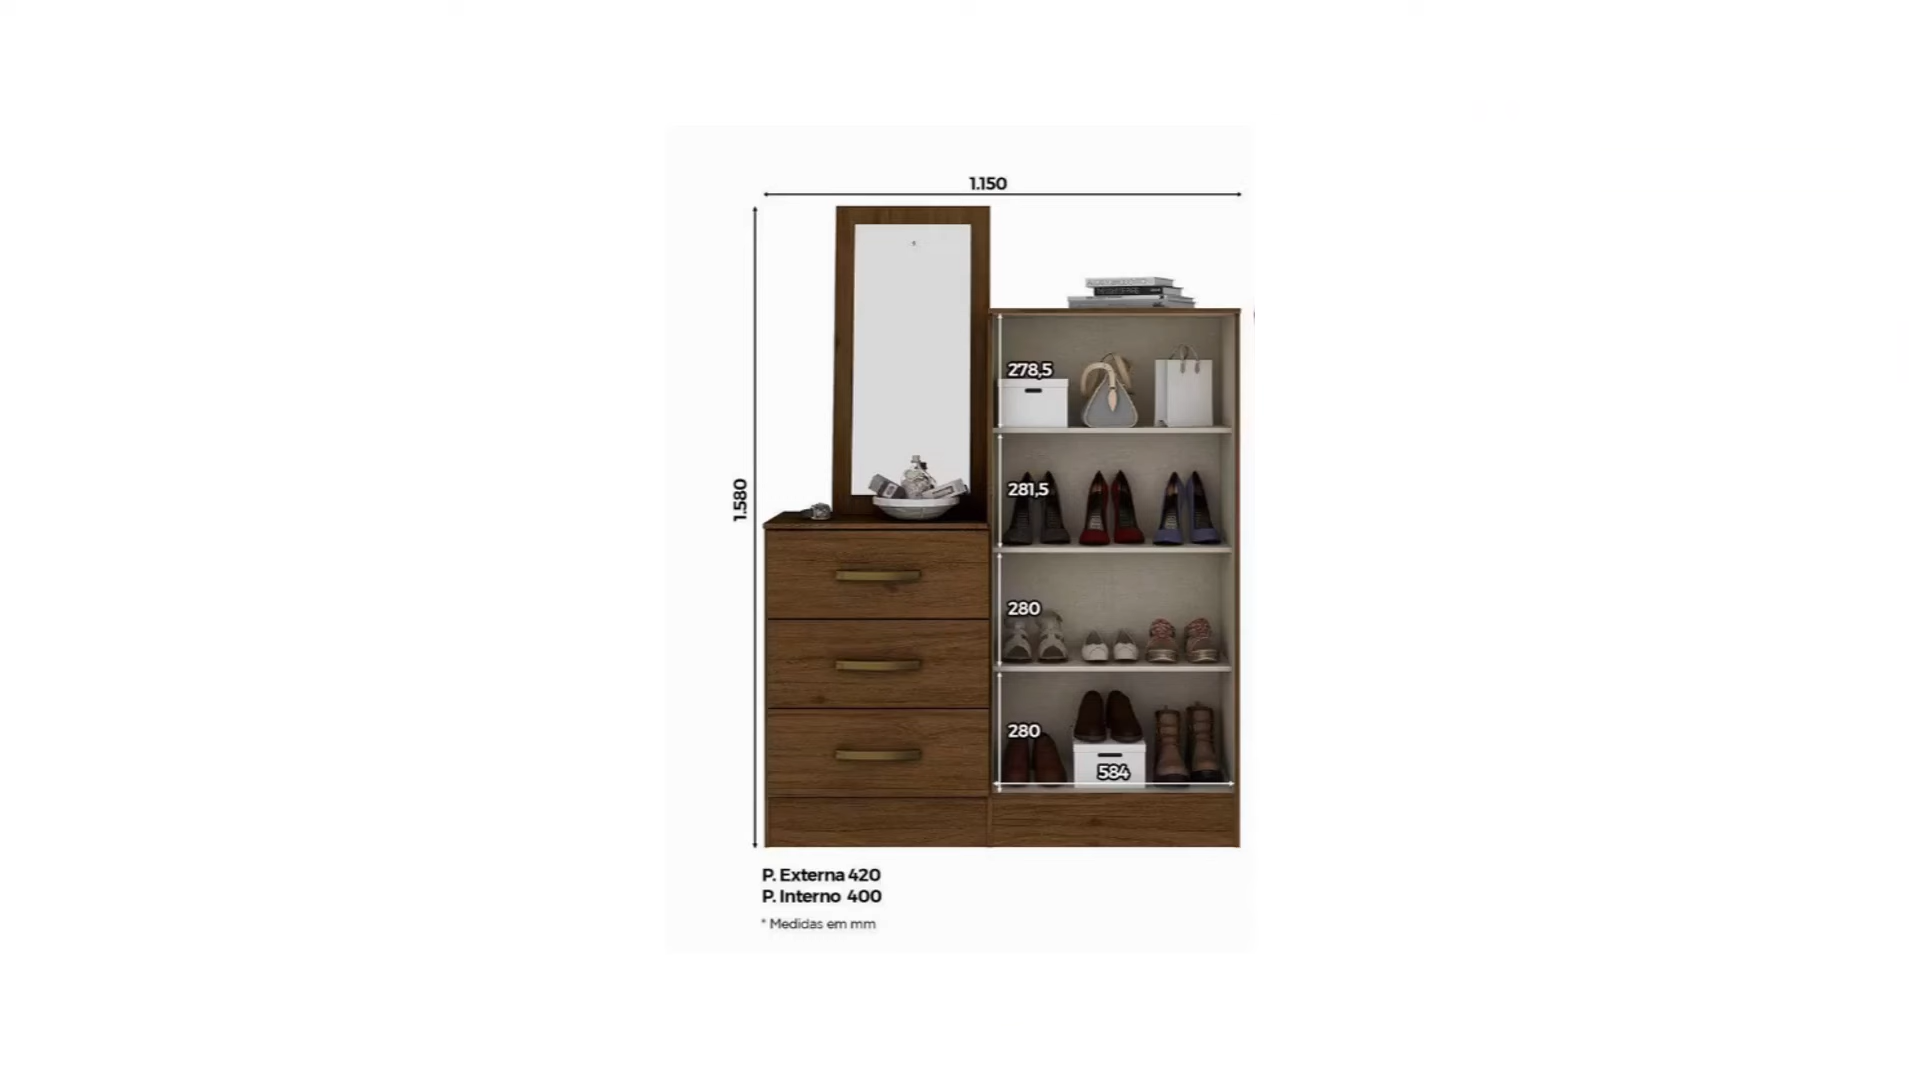 1.150
1.580
278,5
281,5
280
280
584
P. Externa 420
P. Interno 400
* Medidas em mm